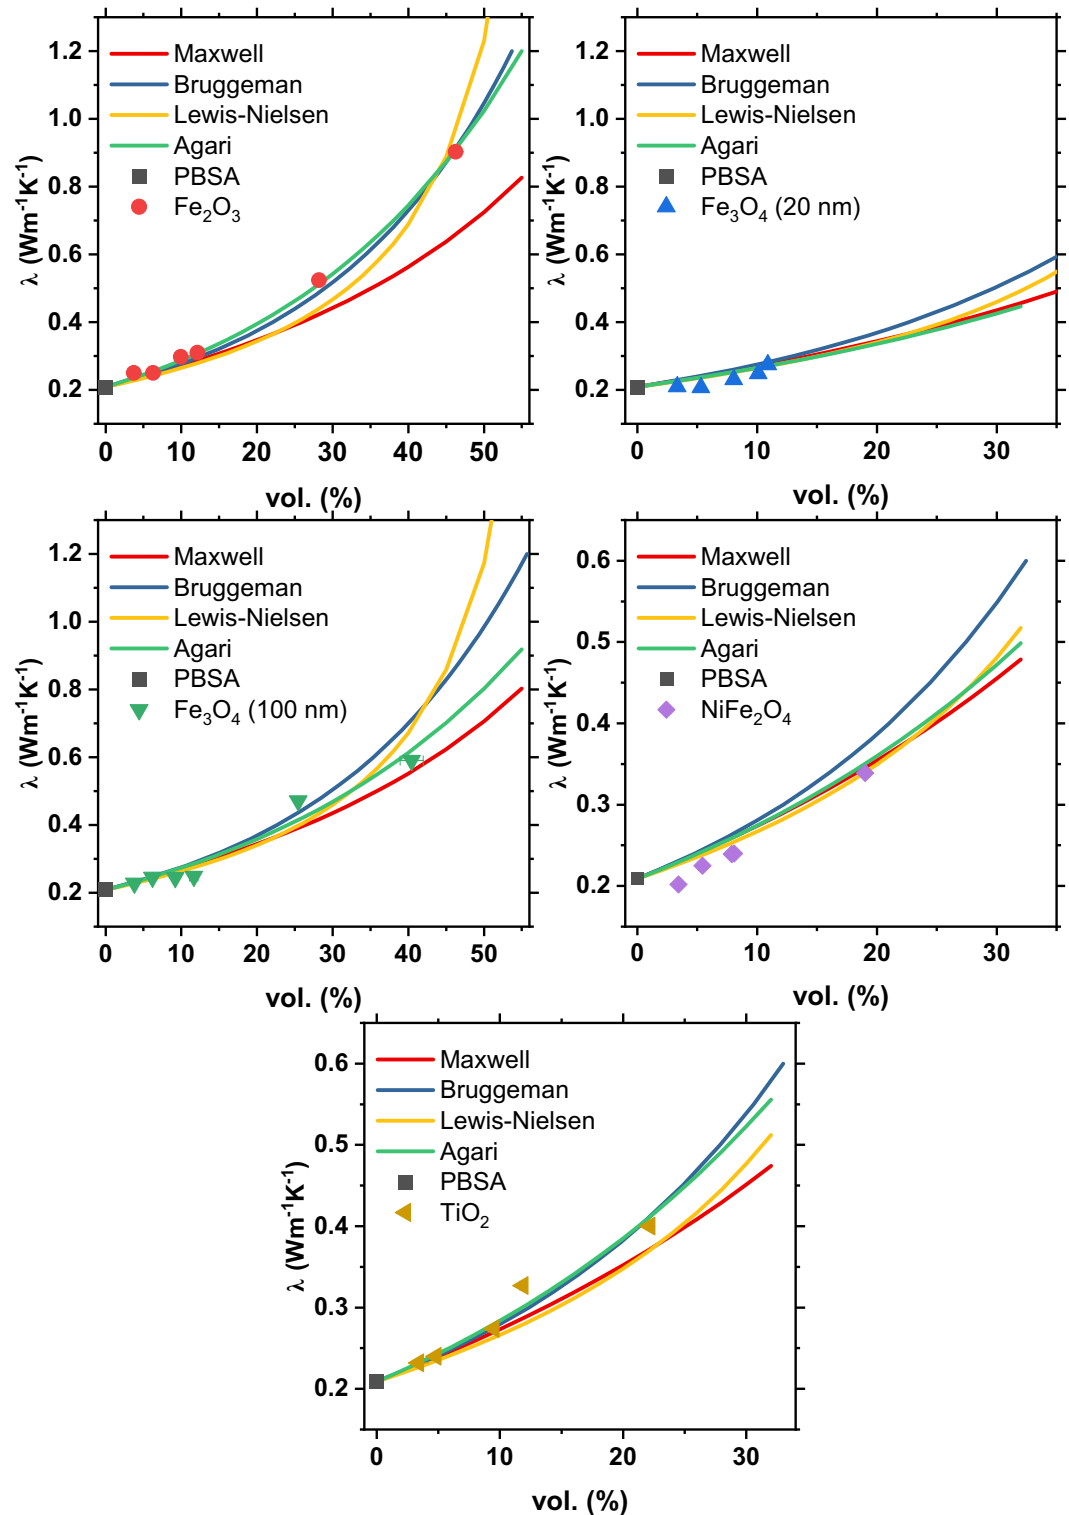 Maxwell
Bruggeman
Lewis-Nielsen
Agari
PBSA
Fe₂O₃
1.2
1.0
0.8
0.6
0.4
0.2
λ (Wm⁻¹K⁻¹)
0 10 20 30 40 50
vol. (%)
Maxwell
Bruggeman
Lewis-Nielsen
Agari
PBSA
Fe₃O₄ (20 nm)
1.2
1.0
0.8
0.6
0.4
0.2
λ (Wm⁻¹K⁻¹)
0 10 20 30
vol. (%)
Maxwell
Bruggeman
Lewis-Nielsen
Agari
PBSA
Fe₃O₄ (100 nm)
1.2
1.0
0.8
0.6
0.4
0.2
λ (Wm⁻¹K⁻¹)
0 10 20 30 40 50
vol. (%)
Maxwell
Bruggeman
Lewis-Nielsen
Agari
PBSA
NiFe₂O₄
0.6
0.5
0.4
0.3
0.2
λ (Wm⁻¹K⁻¹)
0 10 20 30
vol. (%)
Maxwell
Bruggeman
Lewis-Nielsen
Agari
PBSA
TiO₂
0.6
0.5
0.4
0.3
0.2
λ (Wm⁻¹K⁻¹)
0 10 20 30
vol. (%)